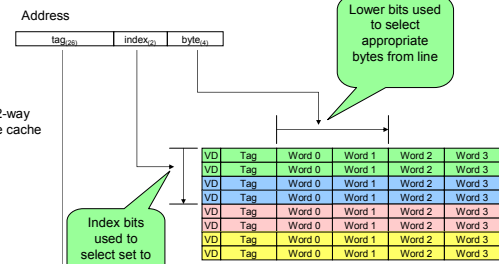 Address
tag(26) index(2) byte(4)
Lower bits used
to select
appropriate
bytes from line
2-way
cache
VD Tag Word 0 Word 1 Word 2 Word 3
VD Tag Word 0 Word 1 Word 2 Word 3
VD Tag Word 0 Word 1 Word 2 Word 3
VD Tag Word 0 Word 1 Word 2 Word 3
VD Tag Word 0 Word 1 Word 2 Word 3
VD Tag Word 0 Word 1 Word 2 Word 3
VD Tag Word 0 Word 1 Word 2 Word 3
VD Tag Word 0 Word 1 Word 2 Word 3
Index bits
used to
select set to